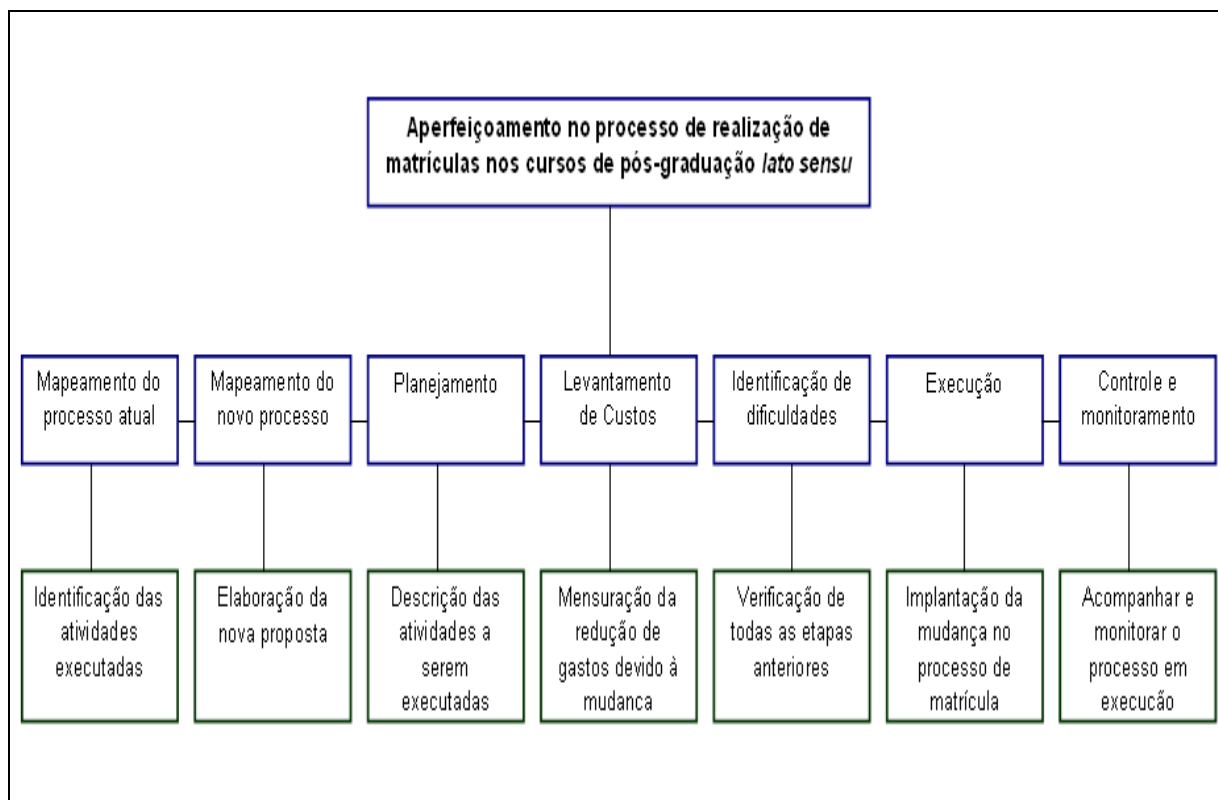 Aperfeiçoamento no processo de realização de
matrículas nos cursos de pós-graduação lato sensu
Mapeamento do
processo atual
Mapeamento do
novo processo
Planejamento
Levantamento
de Custos
Identificação de
dificuldades
Execução
Controle e
monitoramento
Identificação das
atividades
executadas
Elaboração da
nova proposta
Descrição das
atividades a
serem
executadas
Mensuração da
redução de
gastos devido à
mudanca
Verificação de
todas as etapas
anteriores
Implantação da
mudança no
processo de
matrícula
Acompanhar e
monitorar o
processo em
execucão